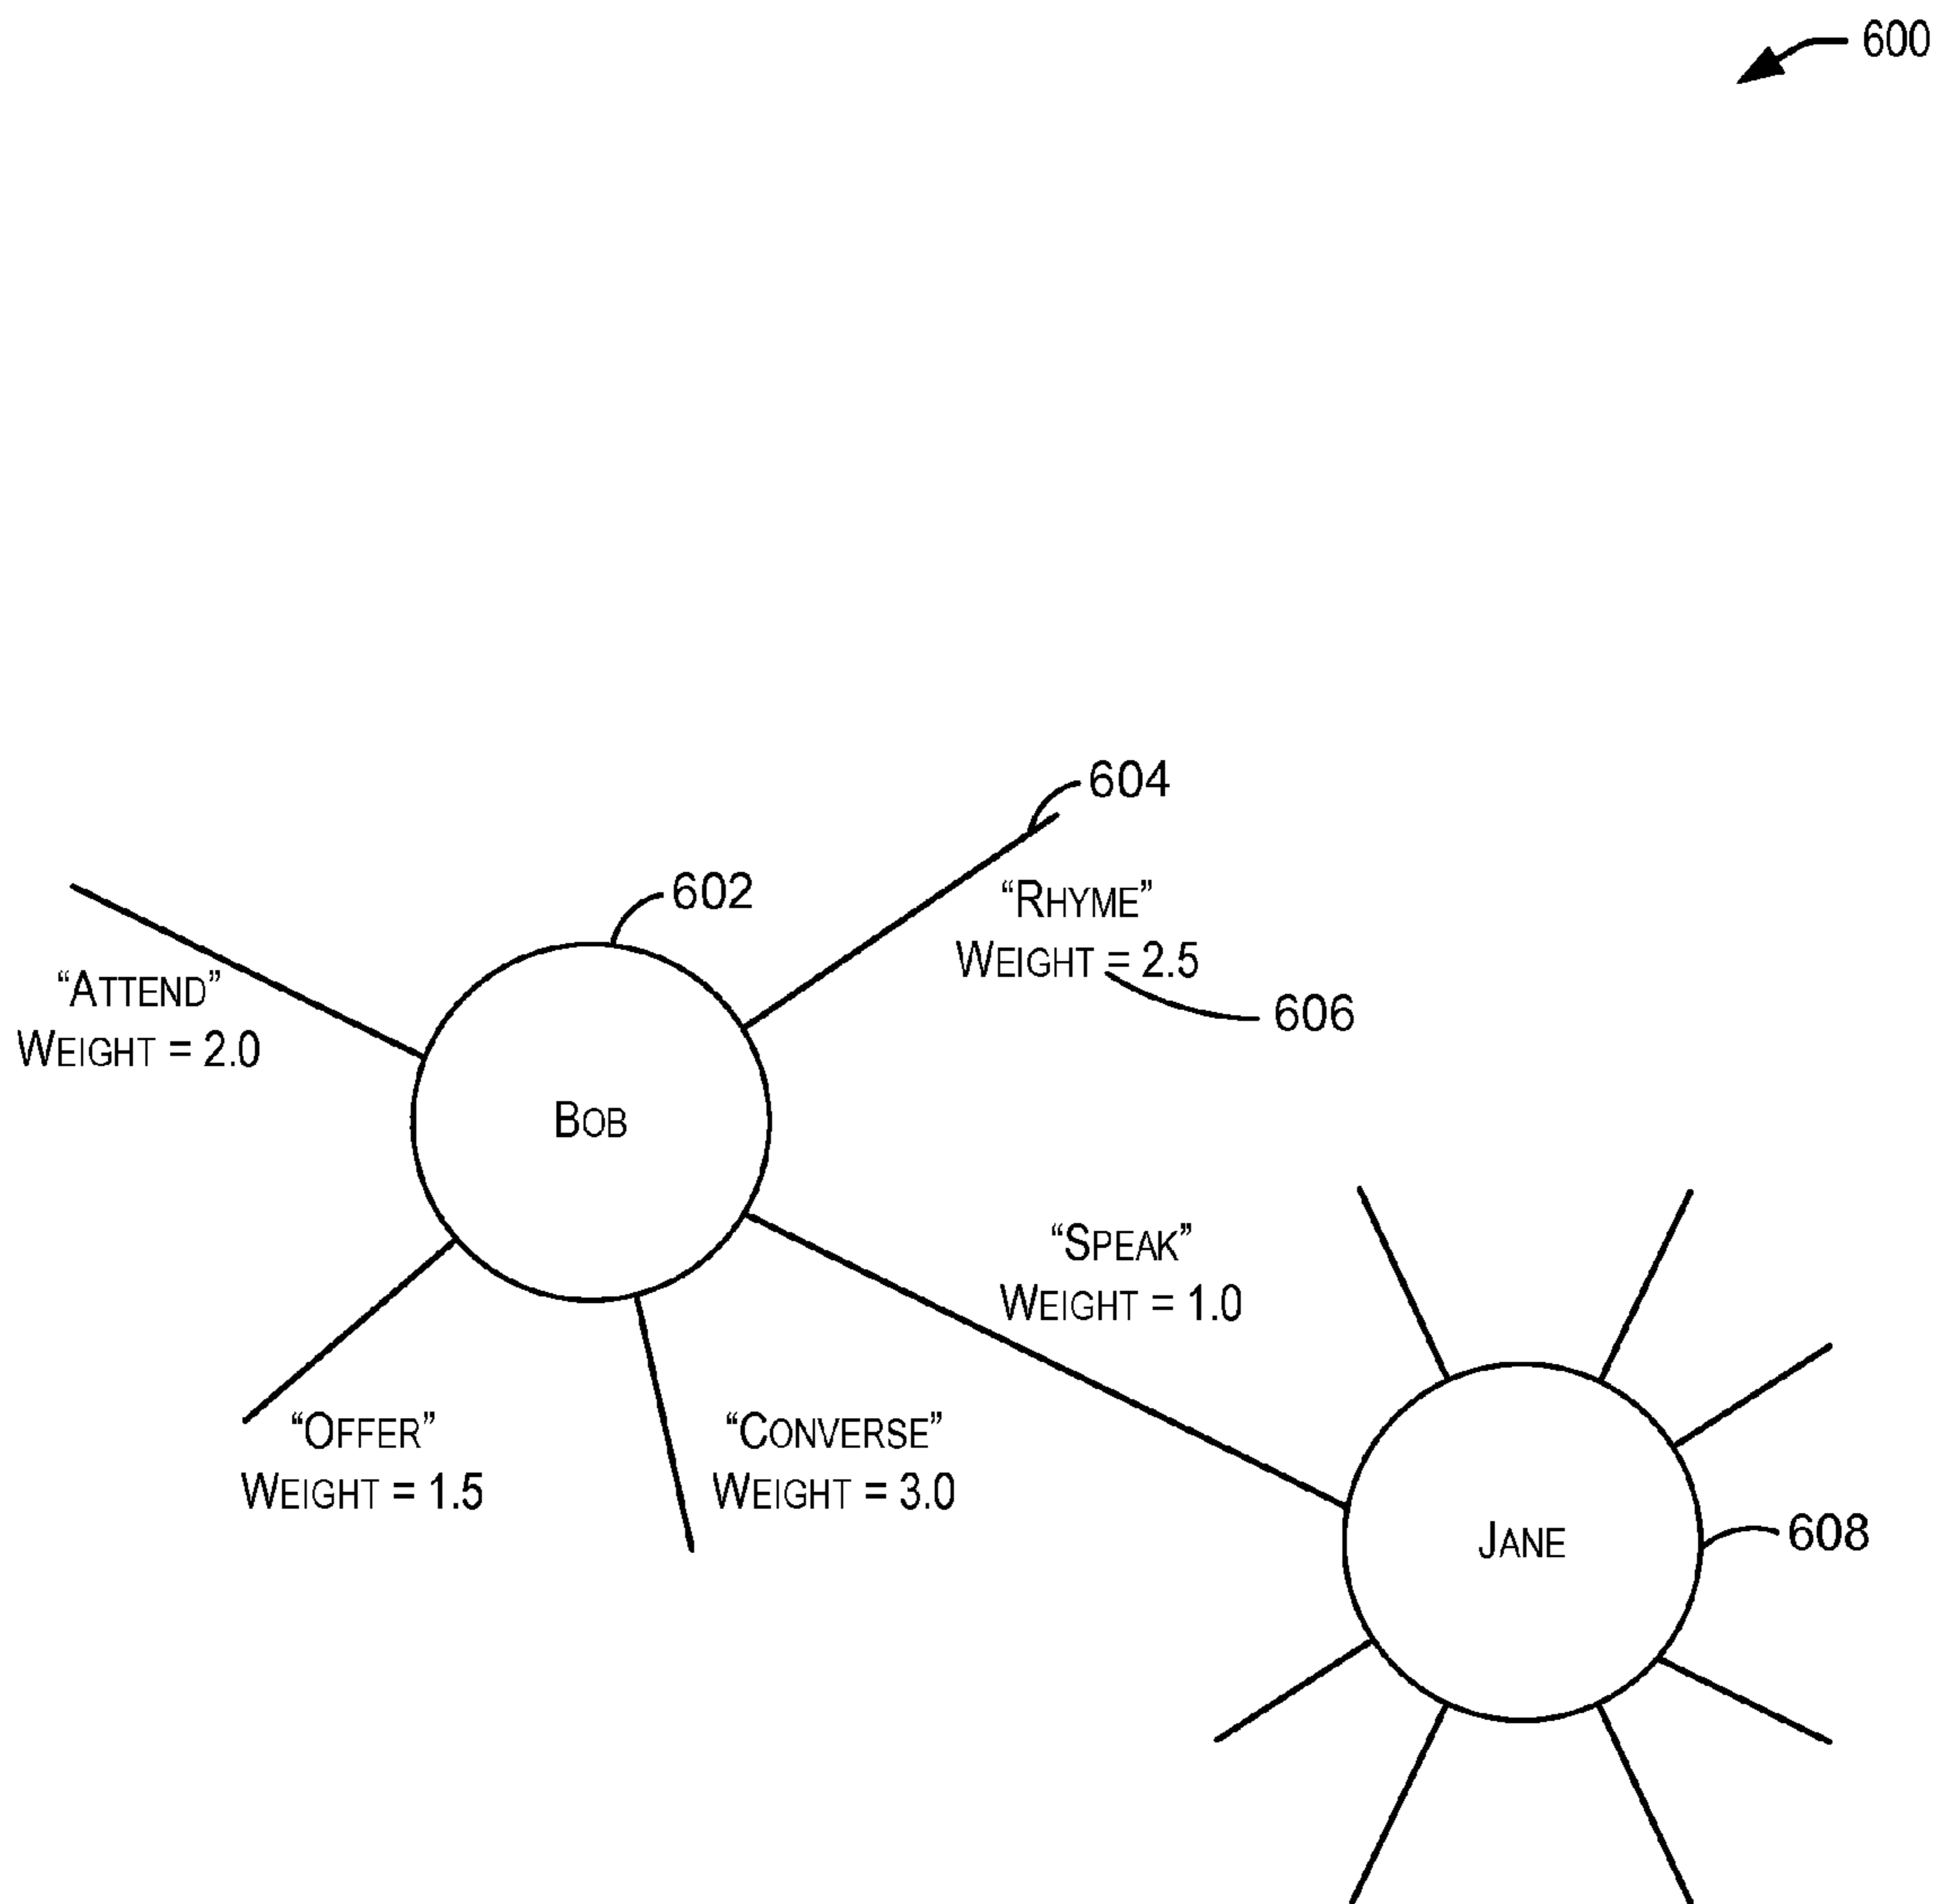 600
604
602
“RHYME”
WEIGHT = 2.5
606
“ATTEND”
WEIGHT = 2.0
BOB
“SPEAK”
WEIGHT = 1.0
“OFFER”
WEIGHT = 1.5
“CONVERSE”
WEIGHT = 3.0
JANE
608